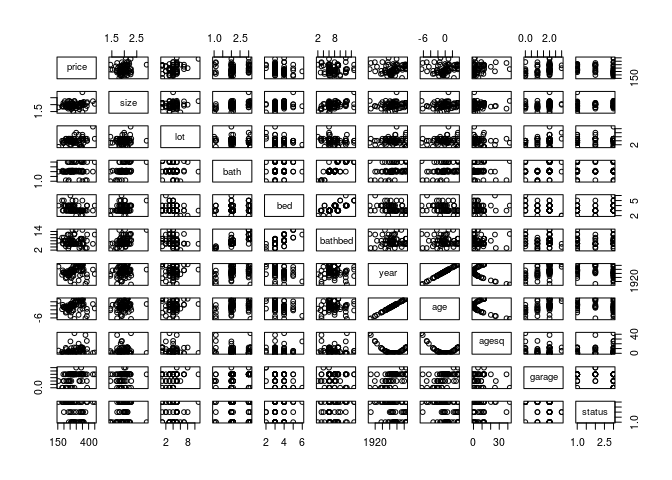 1.5 2.5 1.0 2.0 3.0 2 8 -6 0 0.0 2.0
price 150
1.5 size
lot 2
1.0 bath
bed 2 5
2 14 bathbed
year 1920
-6 age
agesq 0 40
0.0 garage
status 1.0
150 400 2 8 2 4 6 1920 0 30 1.0 2.5